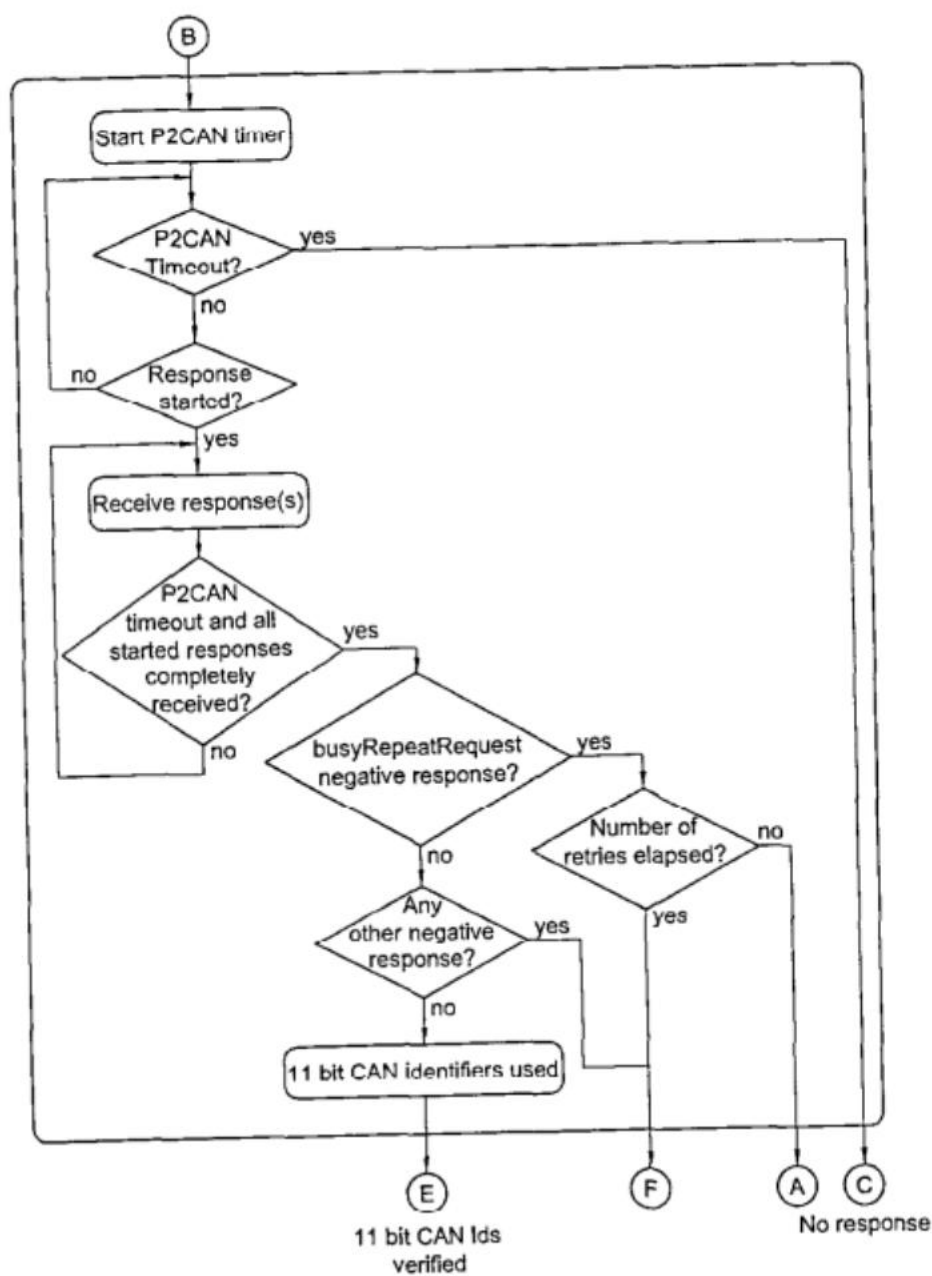 B
Start P2CAN timer
P2CAN
Timeout?
yes
no
Response
started?
no
yes
Receive response(s)
P2CAN
timeout and all
started responses
completely
received?
yes
no
busyRepeatRequest
negative response?
yes
no
Number of
retries elapsed?
no
yes
Any
other negative
response?
yes
no
11 bit CAN identifiers used
E
F
A
C
11 bit CAN Ids
verified
No response